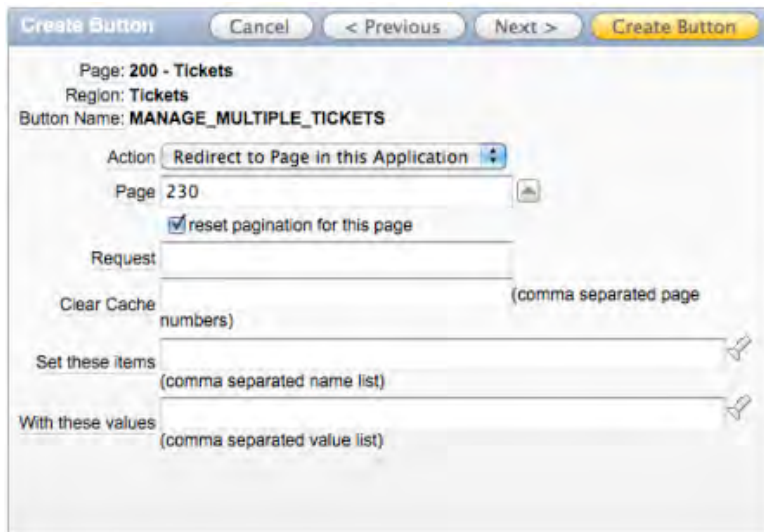 Create Button Cancel < Previous Next > Create Button
Page: 200 - Tickets
Region: Tickets
Button Name: MANAGE_MULTIPLE_TICKETS
Action Redirect to Page in this Application
Page 230
reset pagination for this page
Request
Clear Cache (comma separated page
numbers)
Set these items
(comma separated name list)
With these values
(comma separated value list)